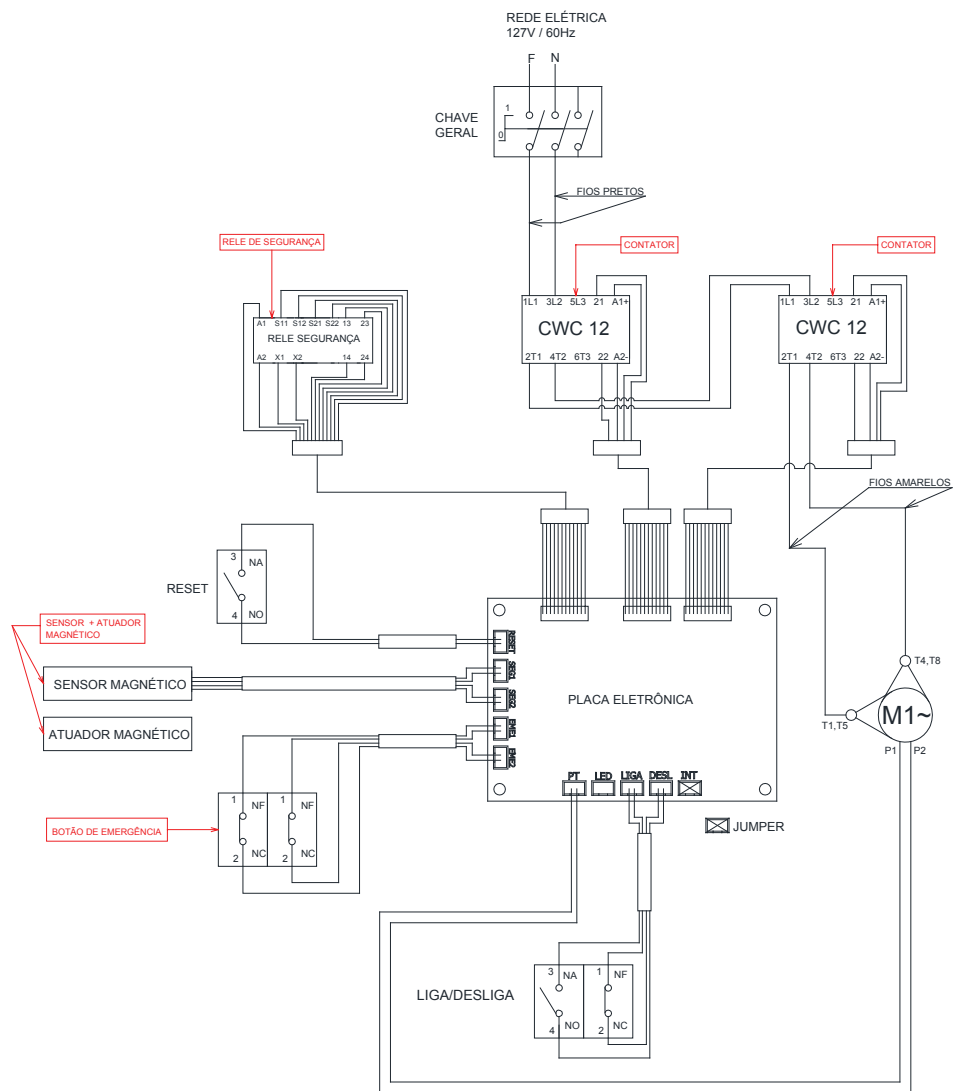 REDE ELÉTRICA
127V / 60Hz
F N
CHAVE
GERAL
1
0
FIOS PRETOS
RELE DE SEGURANÇA
CONTATOR
CONTATOR
A1 S11 S12 S21 S22 13 23
RELE SEGURANÇA
A2 X1 X2 14 24
1L1 3L2 5L3 21 A1+
CWC 12
2T1 4T2 6T3 22 A2-
1L1 3L2 5L3 21 A1+
CWC 12
2T1 4T2 6T3 22 A2-
FIOS AMARELOS
3 NA
RESET
4 NO
SENSOR + ATUADOR
MAGNÉTICO
SENSOR MAGNÉTICO
ATUADOR MAGNÉTICO
RESET
SEG1
SEG2
EME1
EME2
PLACA ELETRÔNICA
PT LED LIGA DESL INT
JUMPER
T4,T8
M1~
T1,T5
P1 P2
BOTÃO DE EMERGÊNCIA
1 NF 1 NF
2 NC 2 NC
LIGA/DESLIGA
3 NA 1 NF
4 NO 2 NC